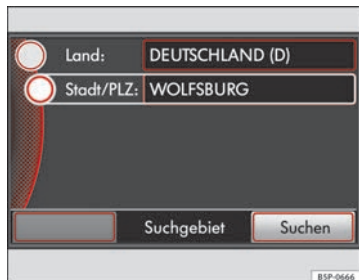 Land: DEUTSCHLAND (D)
Stadt/PLZ: WOLFSBURG
Suchgebiet Suchen
BSP-0666